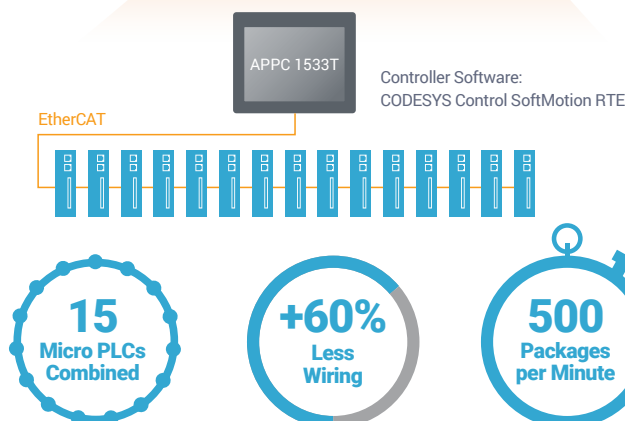 APPC 1533T
Controller Software:
CODESYS Control SoftMotion RTE
EtherCAT
15
Micro PLCs
Combined
+60%
Less
Wiring
500
Packages
per Minute